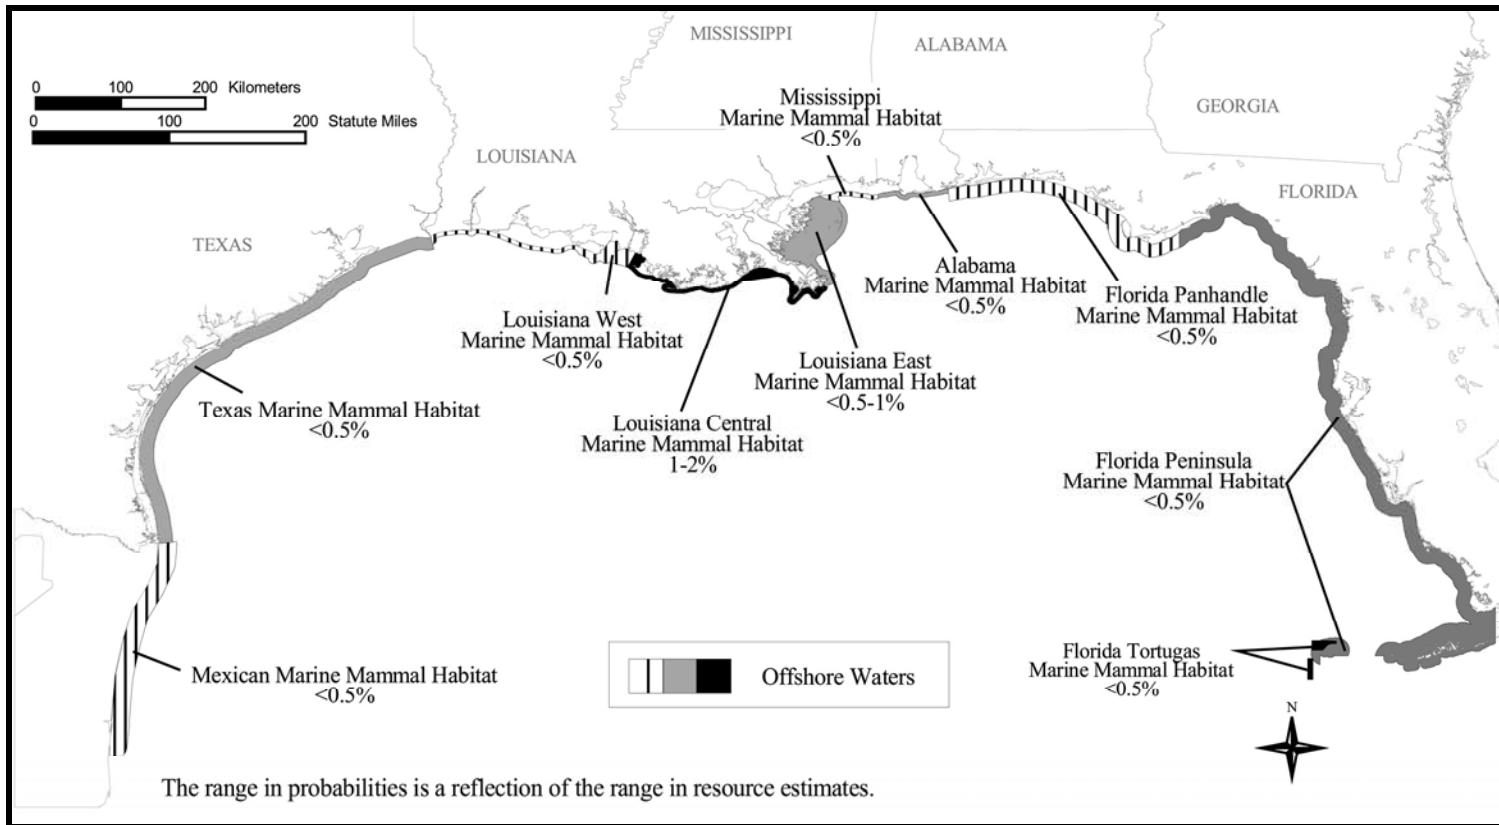 MISSISSIPPI
ALABAMA
0 100 200 Kilometers
0 100 200 Statute Miles
GEORGIA
LOUISIANA
FLORIDA
TEXAS
Mississippi
Marine Mammal Habitat
<0.5%
Alabama
Marine Mammal Habitat
<0.5%
Florida Panhandle
Marine Mammal Habitat
<0.5%
Louisiana West
Marine Mammal Habitat
<0.5%
Louisiana East
Marine Mammal Habitat
<0.5-1%
Texas Marine Mammal Habitat
<0.5%
Louisiana Central
Marine Mammal Habitat
1-2%
Florida Peninsula
Marine Mammal Habitat
<0.5%
Florida Tortugas
Marine Mammal Habitat
<0.5%
Mexican Marine Mammal Habitat
<0.5%
Offshore Waters
N
The range in probabilities is a reflection of the range in resource estimates.